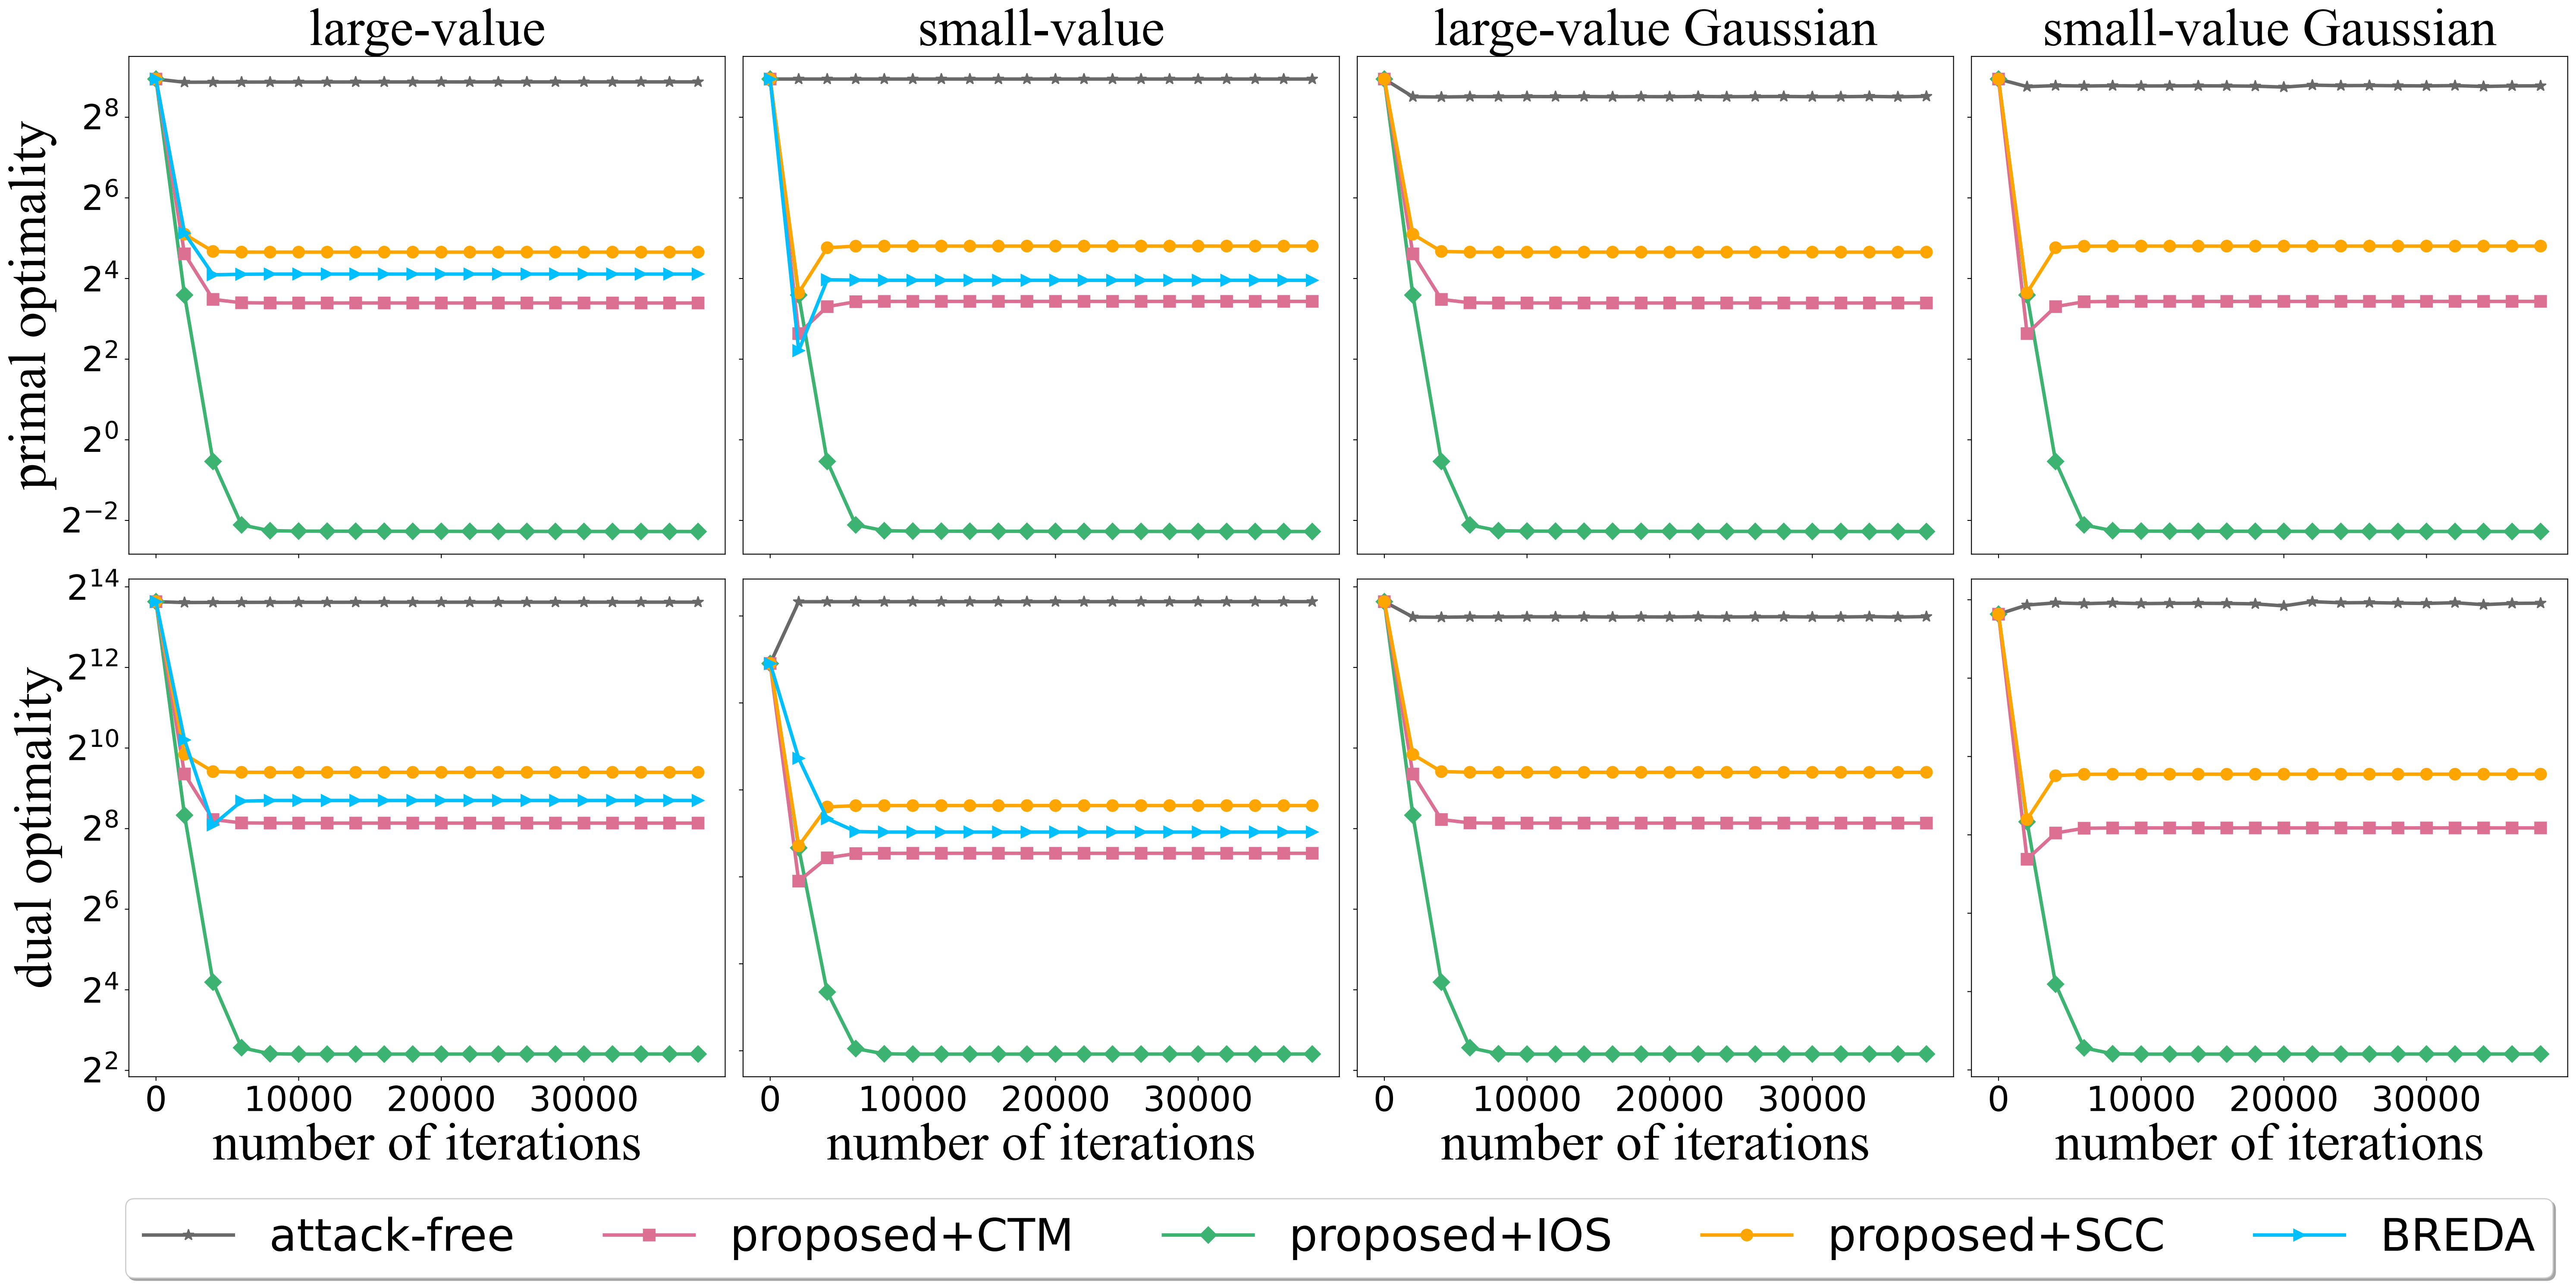 large-value
small-value
large-value Gaussian
small-value Gaussian
primal optimality
2^8
2^6
2^4
2^2
2^0
2^−2
dual optimality
2^14
2^12
2^10
2^8
2^6
2^4
2^2
0 10000 20000 30000
0 10000 20000 30000
0 10000 20000 30000
0 10000 20000 30000
number of iterations
number of iterations
number of iterations
number of iterations
attack-free proposed+CTM proposed+IOS proposed+SCC BREDA